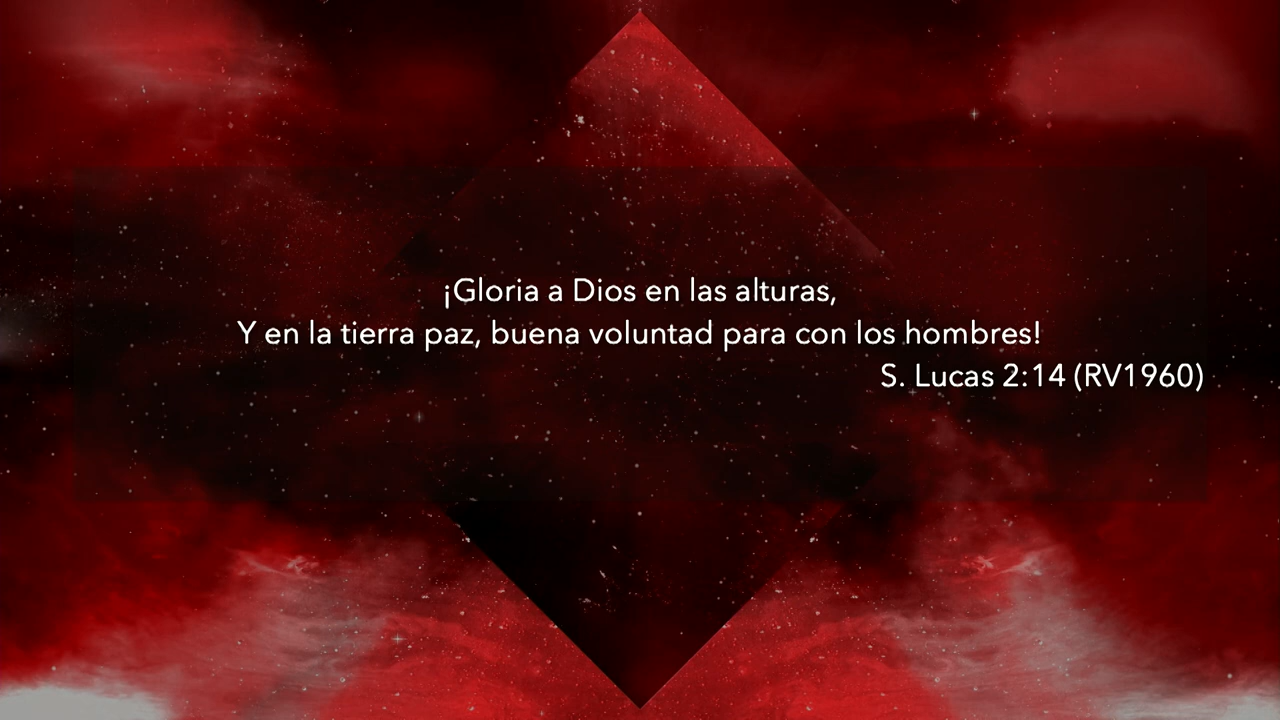 ¡Gloria a Dios en las alturas,
Y en la tierra paz, buena voluntad para con los hombres!
S. Lucas 2:14 (RV1960)